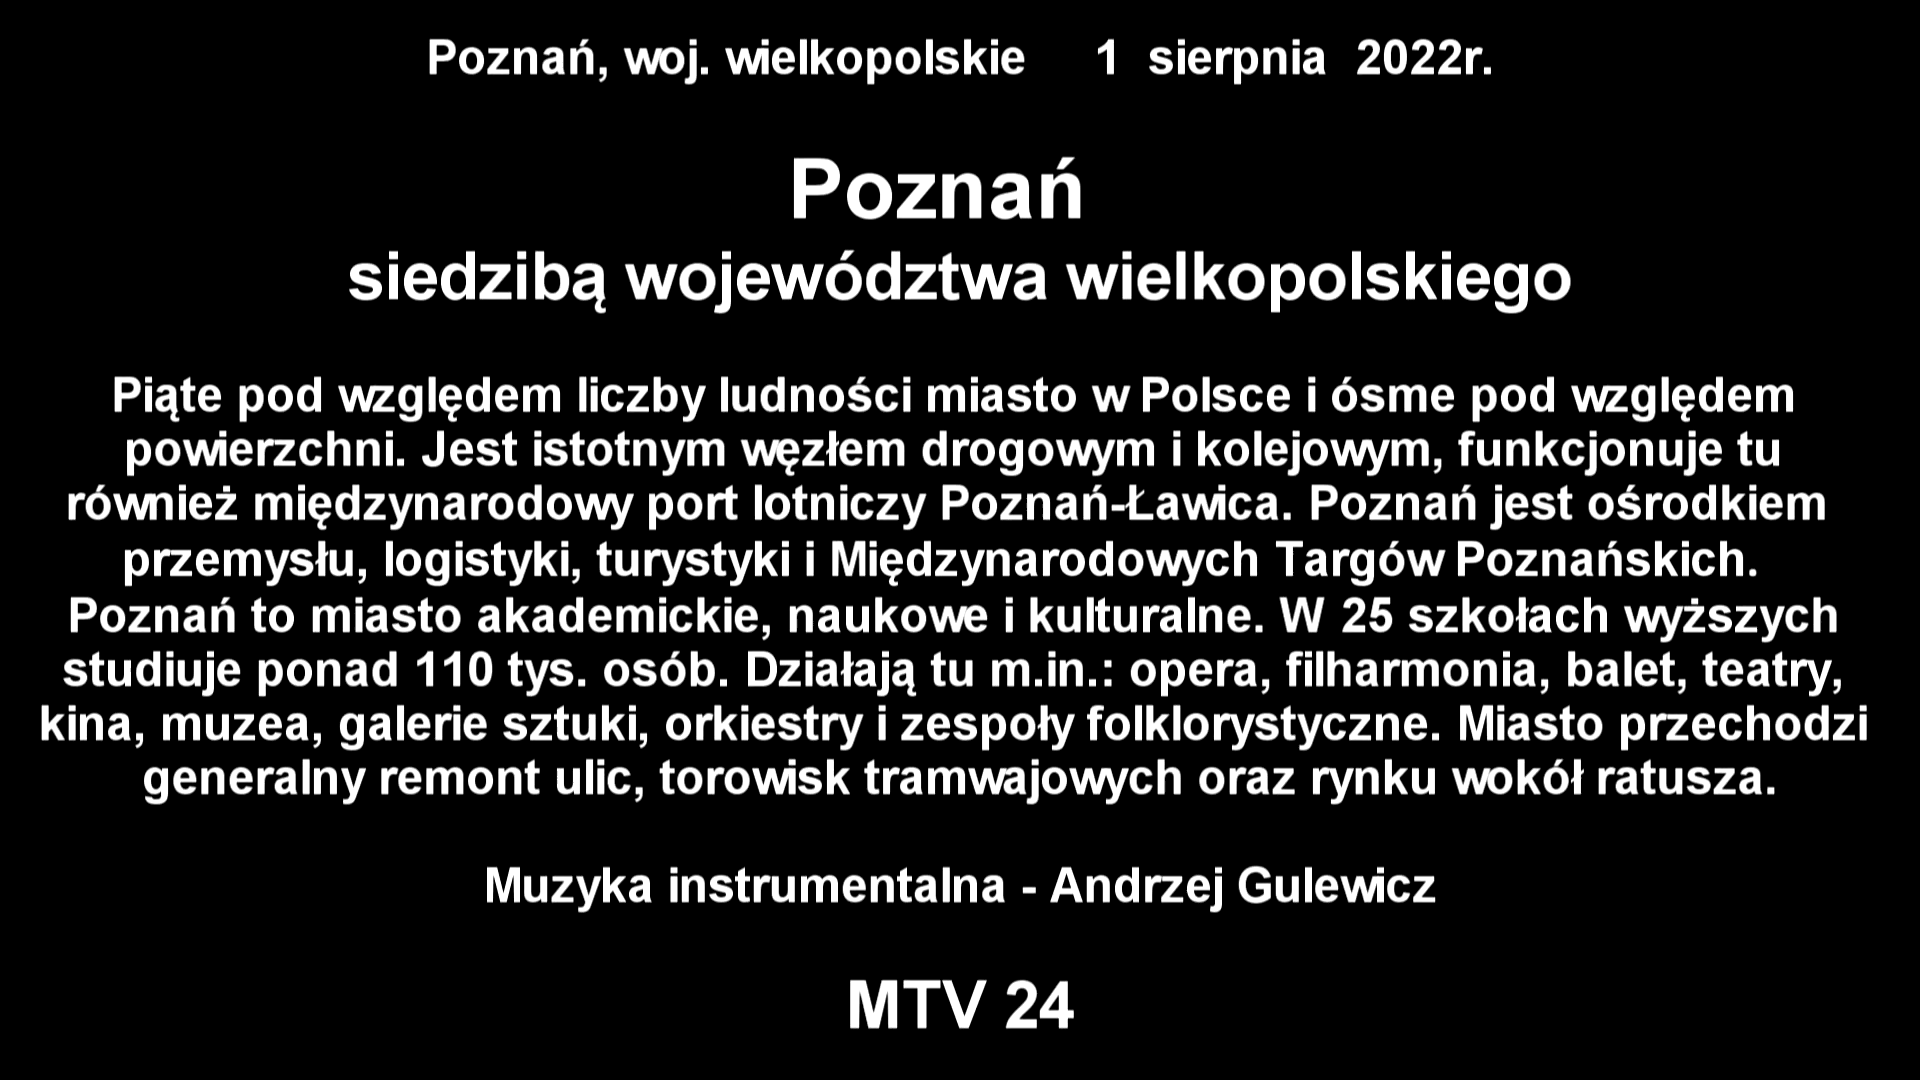 Poznań, woj. wielkopolskie 1 sierpnia 2022r.
Poznań
siedzibą województwa wielkopolskiego
Piąte pod względem liczby ludności miasto w Polsce i ósme pod względem
powierzchni. Jest istotnym węzłem drogowym i kolejowym, funkcjonuje tu
również międzynarodowy port lotniczy Poznań-Ławica. Poznań jest ośrodkiem
przemysłu, logistyki, turystyki i Międzynarodowych Targów Poznańskich.
Poznań to miasto akademickie, naukowe i kulturalne. W 25 szkołach wyższych
studiuje ponad 110 tys. osób. Działają tu m.in.: opera, filharmonia, balet, teatry,
kina, muzea, galerie sztuki, orkiestry i zespoły folklorystyczne. Miasto przechodzi
generalny remont ulic, torowisk tramwajowych oraz rynku wokół ratusza.
Muzyka instrumentalna - Andrzej Gulewicz
MTV 24